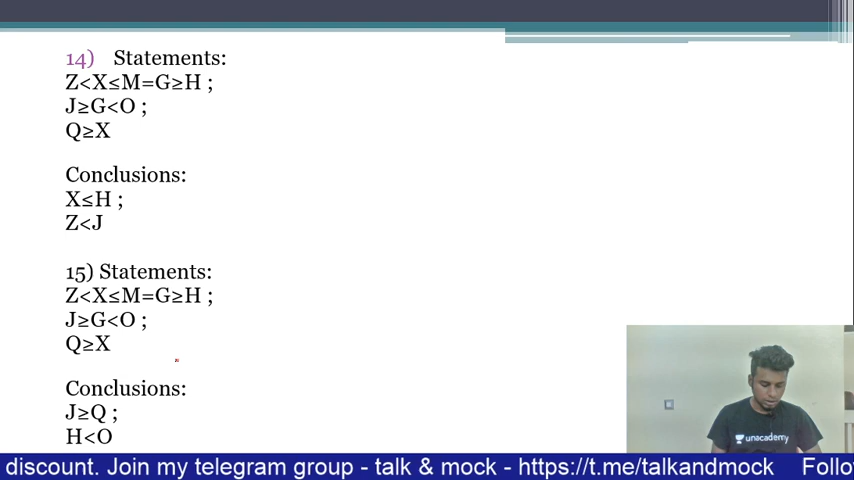 14) Statements:
Z<X≤M=G≥H ;
J≥G<O ;
Q≥X
Conclusions:
X≤H ;
Z<J
15) Statements:
Z<X≤M=G≥H ;
J≥G<O ;
Q≥X
Conclusions:
J≥Q ;
H<O
unacademy
discount. Join my telegram group - talk & mock - https://t.me/talkandmock Follo